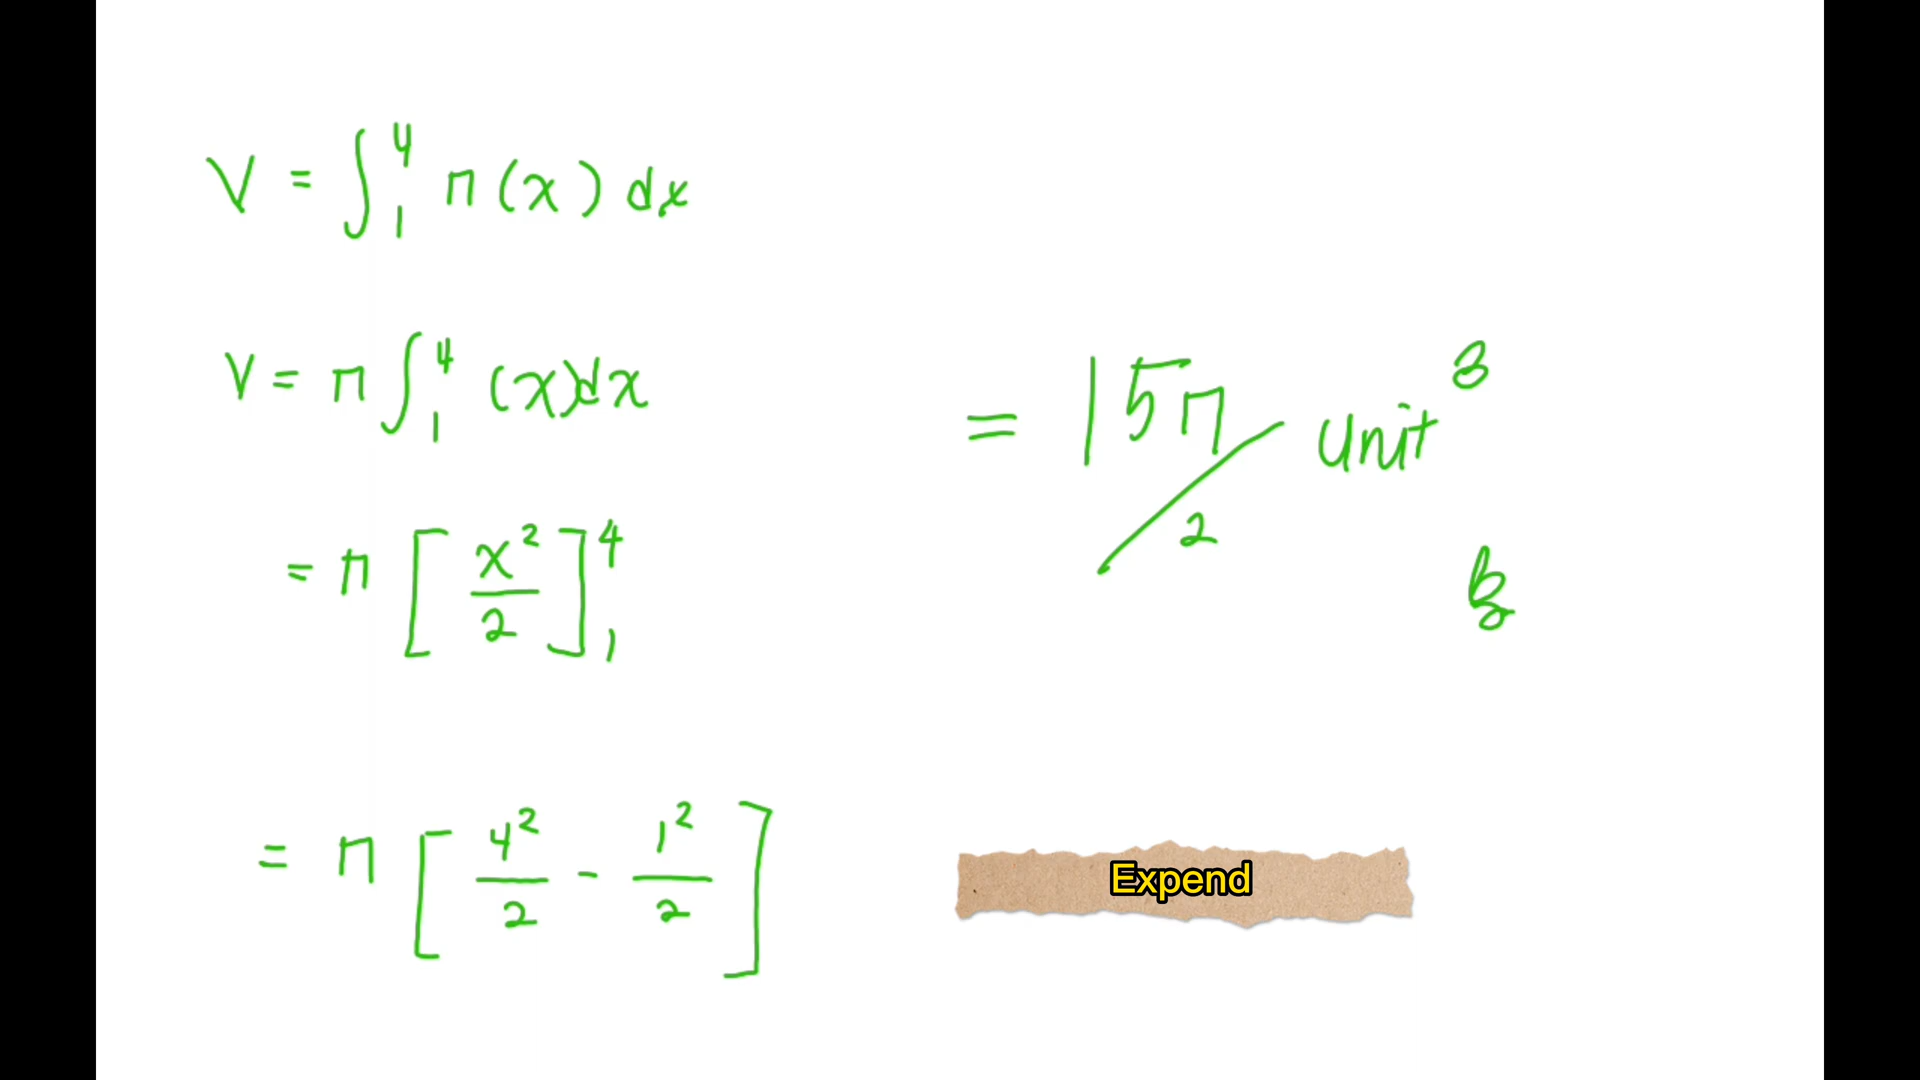 V = ∫₁⁴ π(x) dx
V = π ∫₁⁴ (x)dx
= π [x²/2]₁⁴
= π [4²/2 - 1²/2]
= 15π/2 unit³
Expend